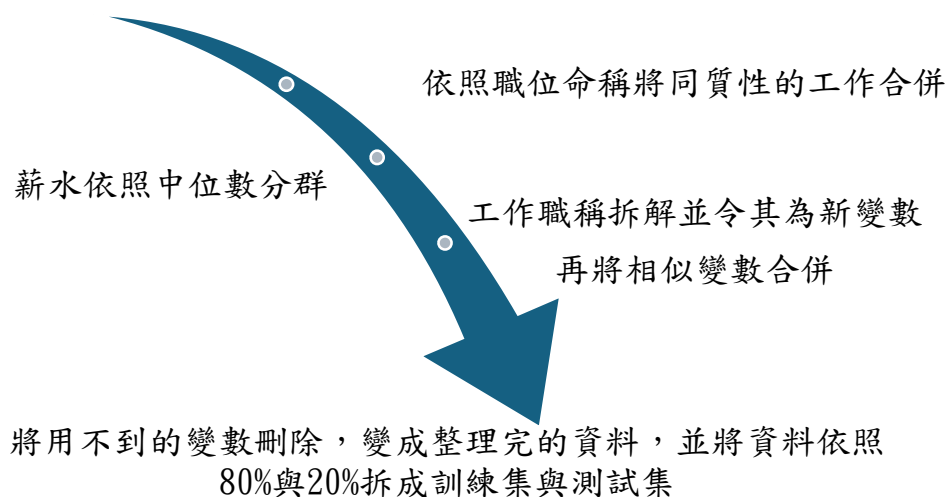 依照職位命稱將同質性的工作合併
薪水依照中位數分群
工作職稱拆解並令其為新變數
再將相似變數合併
將用不到的變數刪除，變成整理完的資料，並將資料依照
80%與20%拆成訓練集與測試集